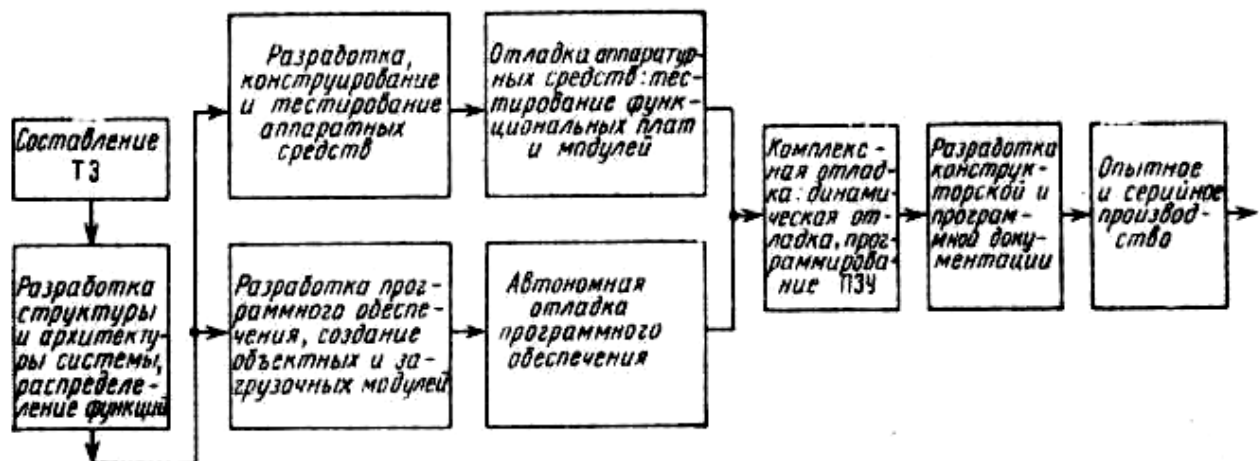 Составление
ТЗ
Разработка
структуры
и архитекту-
ры системы,
распределе-
ление функций
Разработка,
конструирование
и тестирование
аппаратных
средств
Отладка аппатур-
ных средств: тес-
тирование функ-
циональных плат
и модулей
Разработка прог-
раммного обеспе-
чения, создание
объектных и за-
грузочных модулей
Автономная
отладка
программного
обеспечения
Комплекс-
ная отлад-
ка: динами-
ческая от-
ладка, прог-
раммирова-
ние ПЗУ
Разработка
конструк-
торской и
програм-
мной доку-
ментации
Опытное
и серийное
производ-
ство